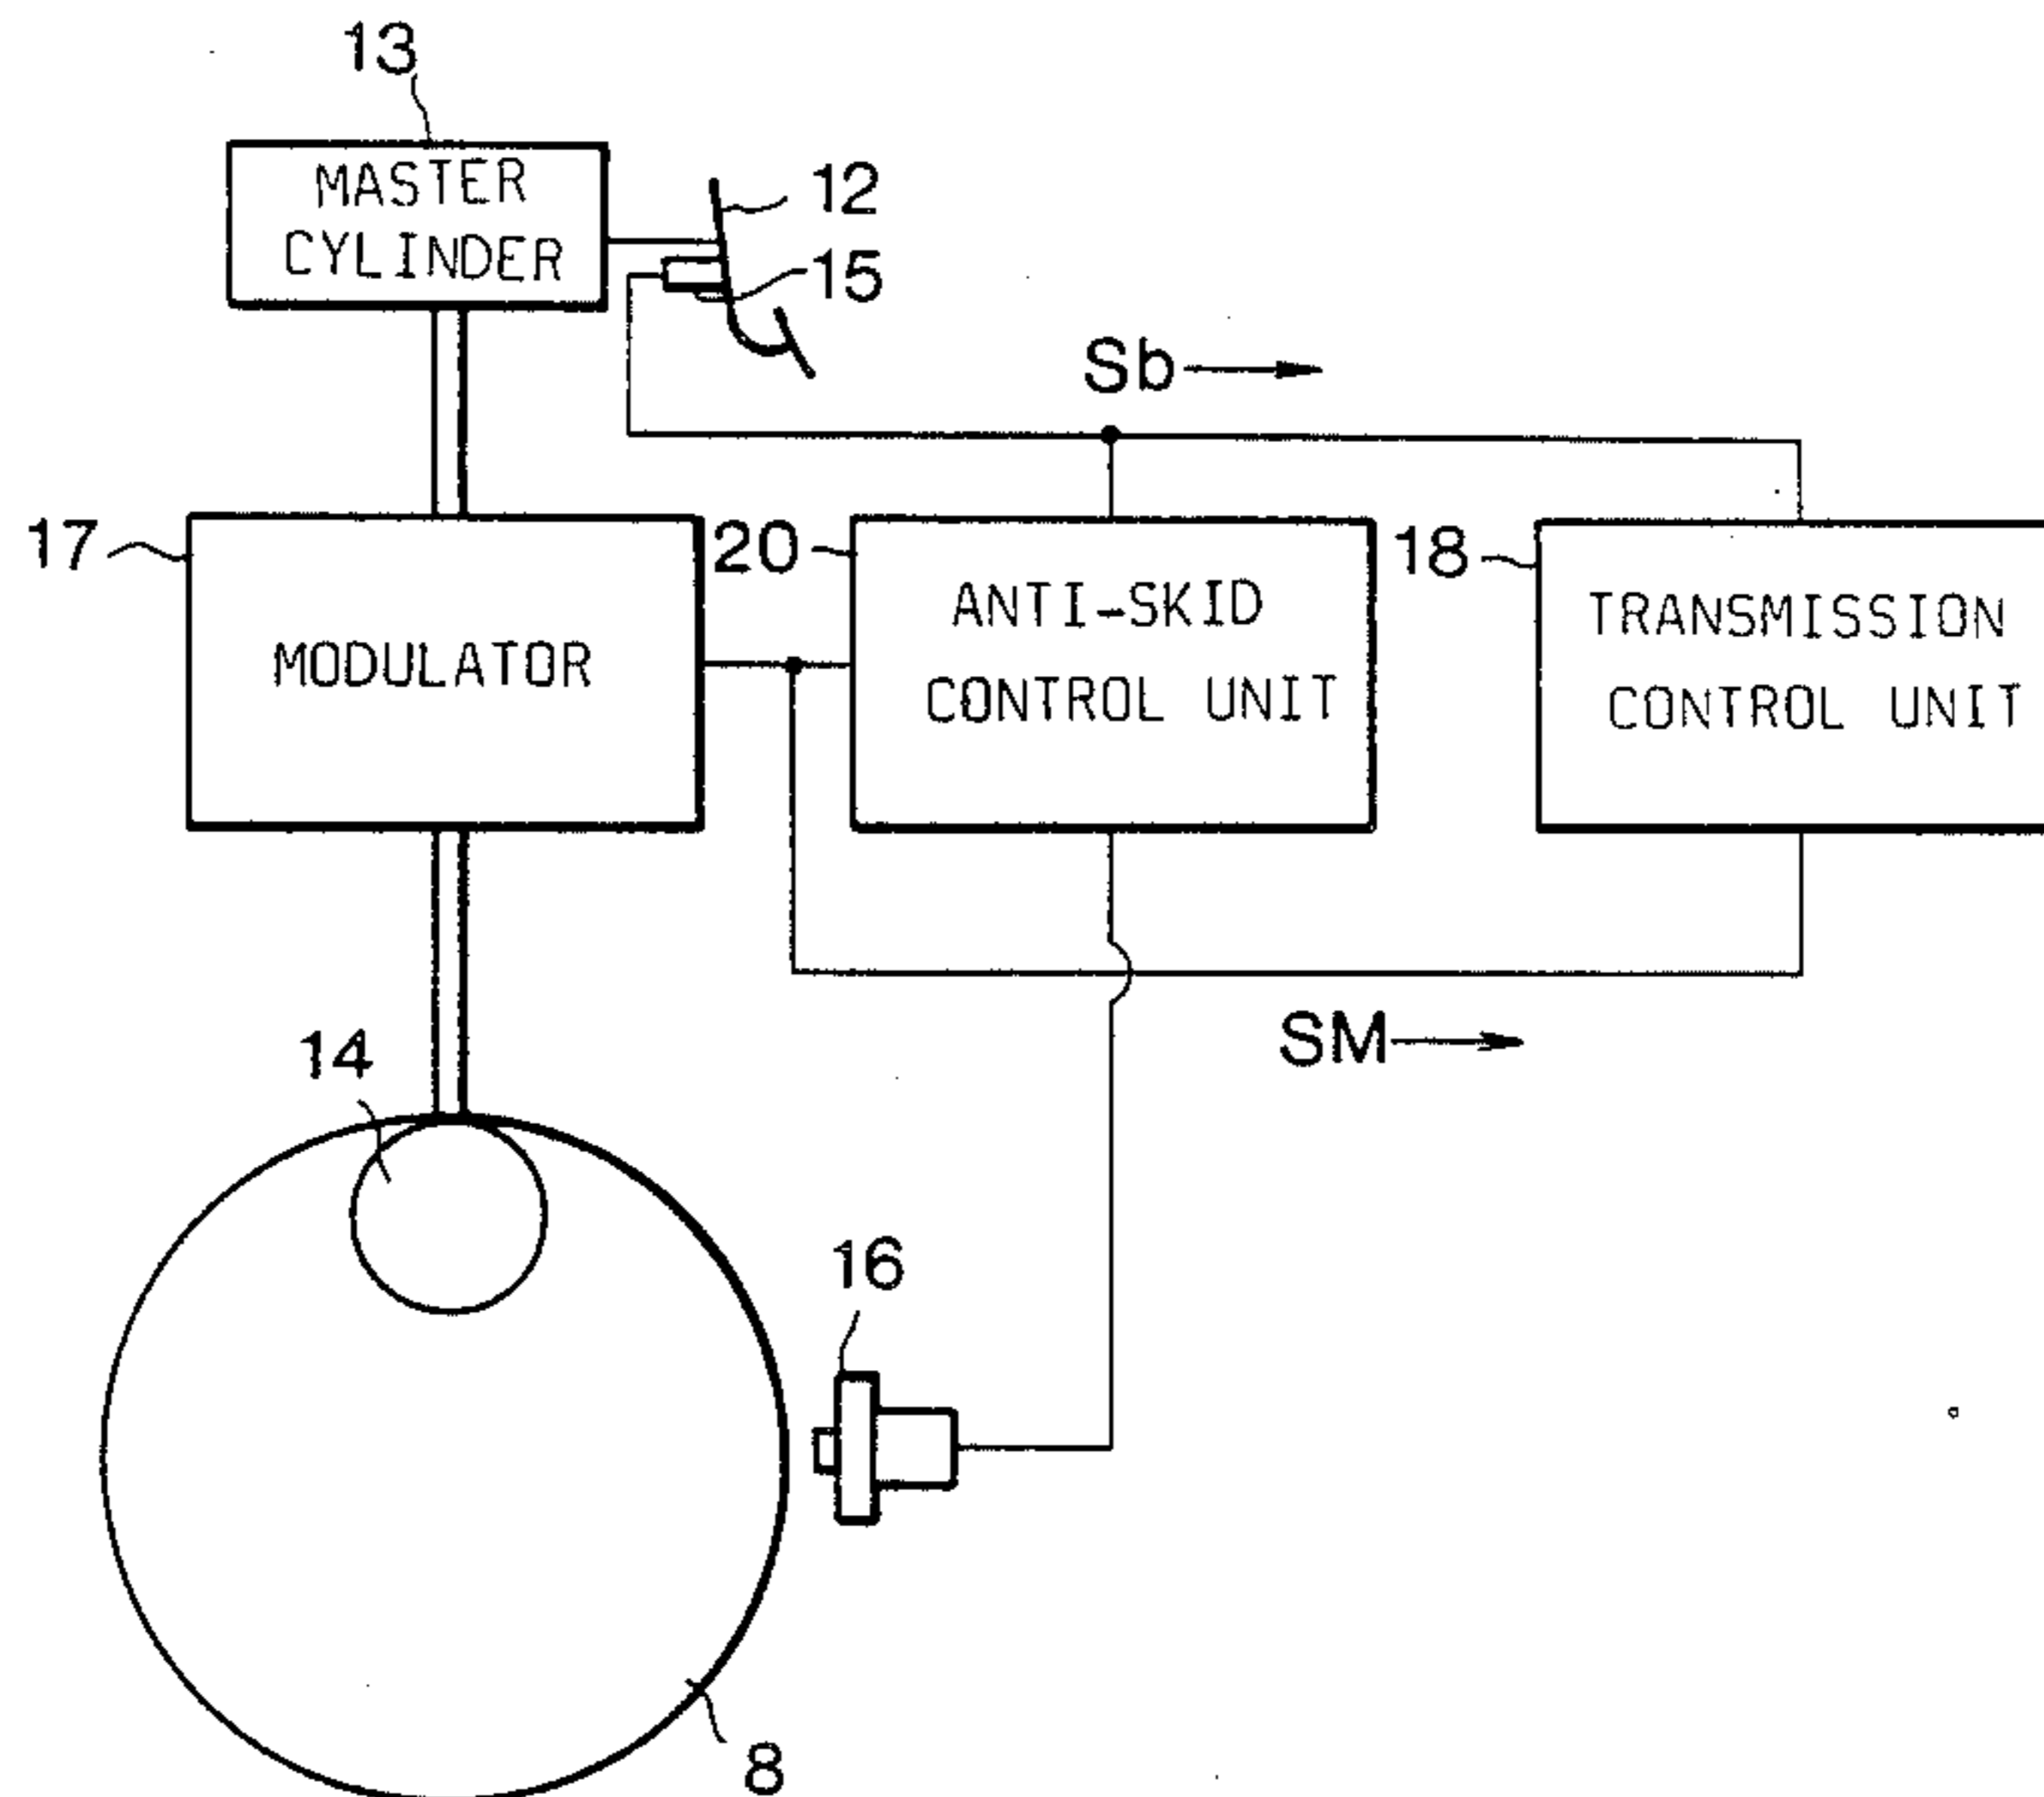 13
MASTER
CYLINDER
12
15
Sb
17
MODULATOR
20
ANTI-SKID
CONTROL UNIT
18
TRANSMISSION
CONTROL UNIT
SM
14
16
8